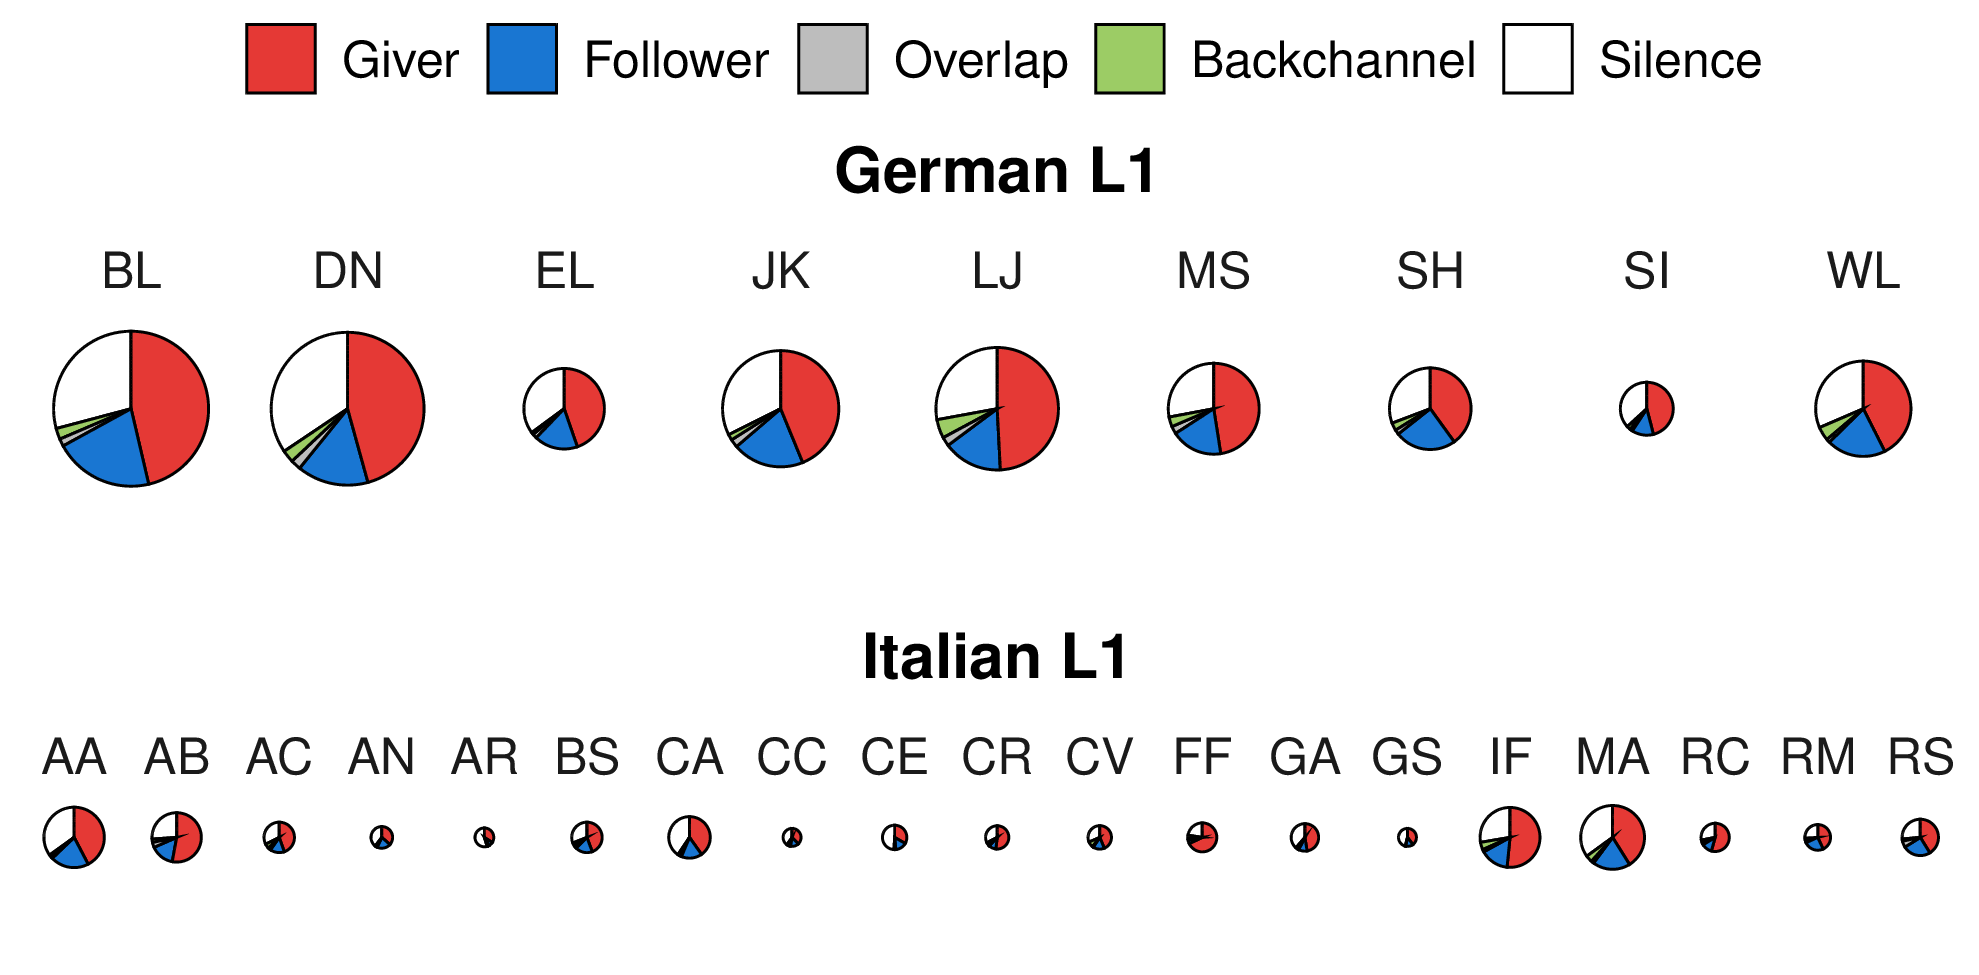 Giver Follower Overlap Backchannel Silence
German L1
BL DN EL JK LJ MS SH SI WL
Italian L1
AA AB AC AN AR BS CA CC CE CR CV FF GA GS IF MA RC RM RS